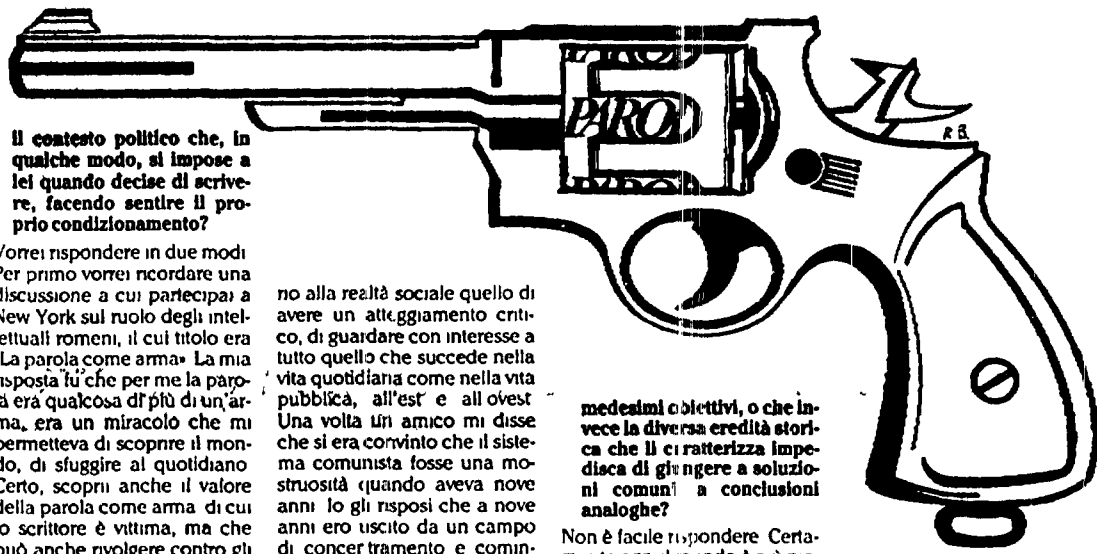 PARO
R B.
Il contesto politico che, in
qualche modo, si impose a
lei quando decise di scrive-
re, facendo sentire il pro-
prio condizionamento?
Vorrei rispondere in due modi
Per primo vorrei ricordare una
discussione a cui partecipai a
New York sul ruolo degli intel-
lettuali romeni, il cui titolo era
«La parola come arma» La mia
risposta fu che per me la paro-
la era qualcosa di più di un'ar-
ma, era un miracolo che mi
permetteva di scoprire il mon-
do, di sfuggire al quotidiano
Certo, scoprii anche il valore
della parola come arma di cui
lo scrittore è vittima, ma che
può anche rivolgere contro gli
no alla realtà sociale quello di
avere un atteggiamento criti-
co, di guardare con interesse a
tutto quello che succede nella
vita quotidiana come nella vita
pubblica, all'est e all ovest
Una volta un amico mi disse
che si era convinto che il siste-
ma comunista fosse una mo-
struosità quando aveva nove
anni Io gli risposi che a nove
anni ero uscito da un campo
di concentramento e comin-
medesimi obiettivi, o che in-
vece la diversa eredità stori-
ca che li caratterizza impe-
disca di giungere a soluzio-
ni comuni a conclusioni
analoghe?
Non è facile rispondere Certa-